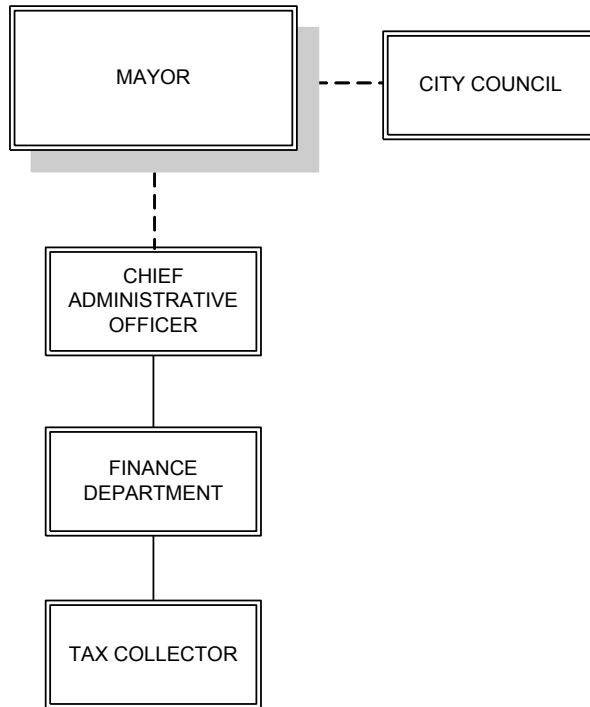 MAYOR
CITY COUNCIL
CHIEF
ADMINISTRATIVE
OFFICER
FINANCE
DEPARTMENT
TAX COLLECTOR